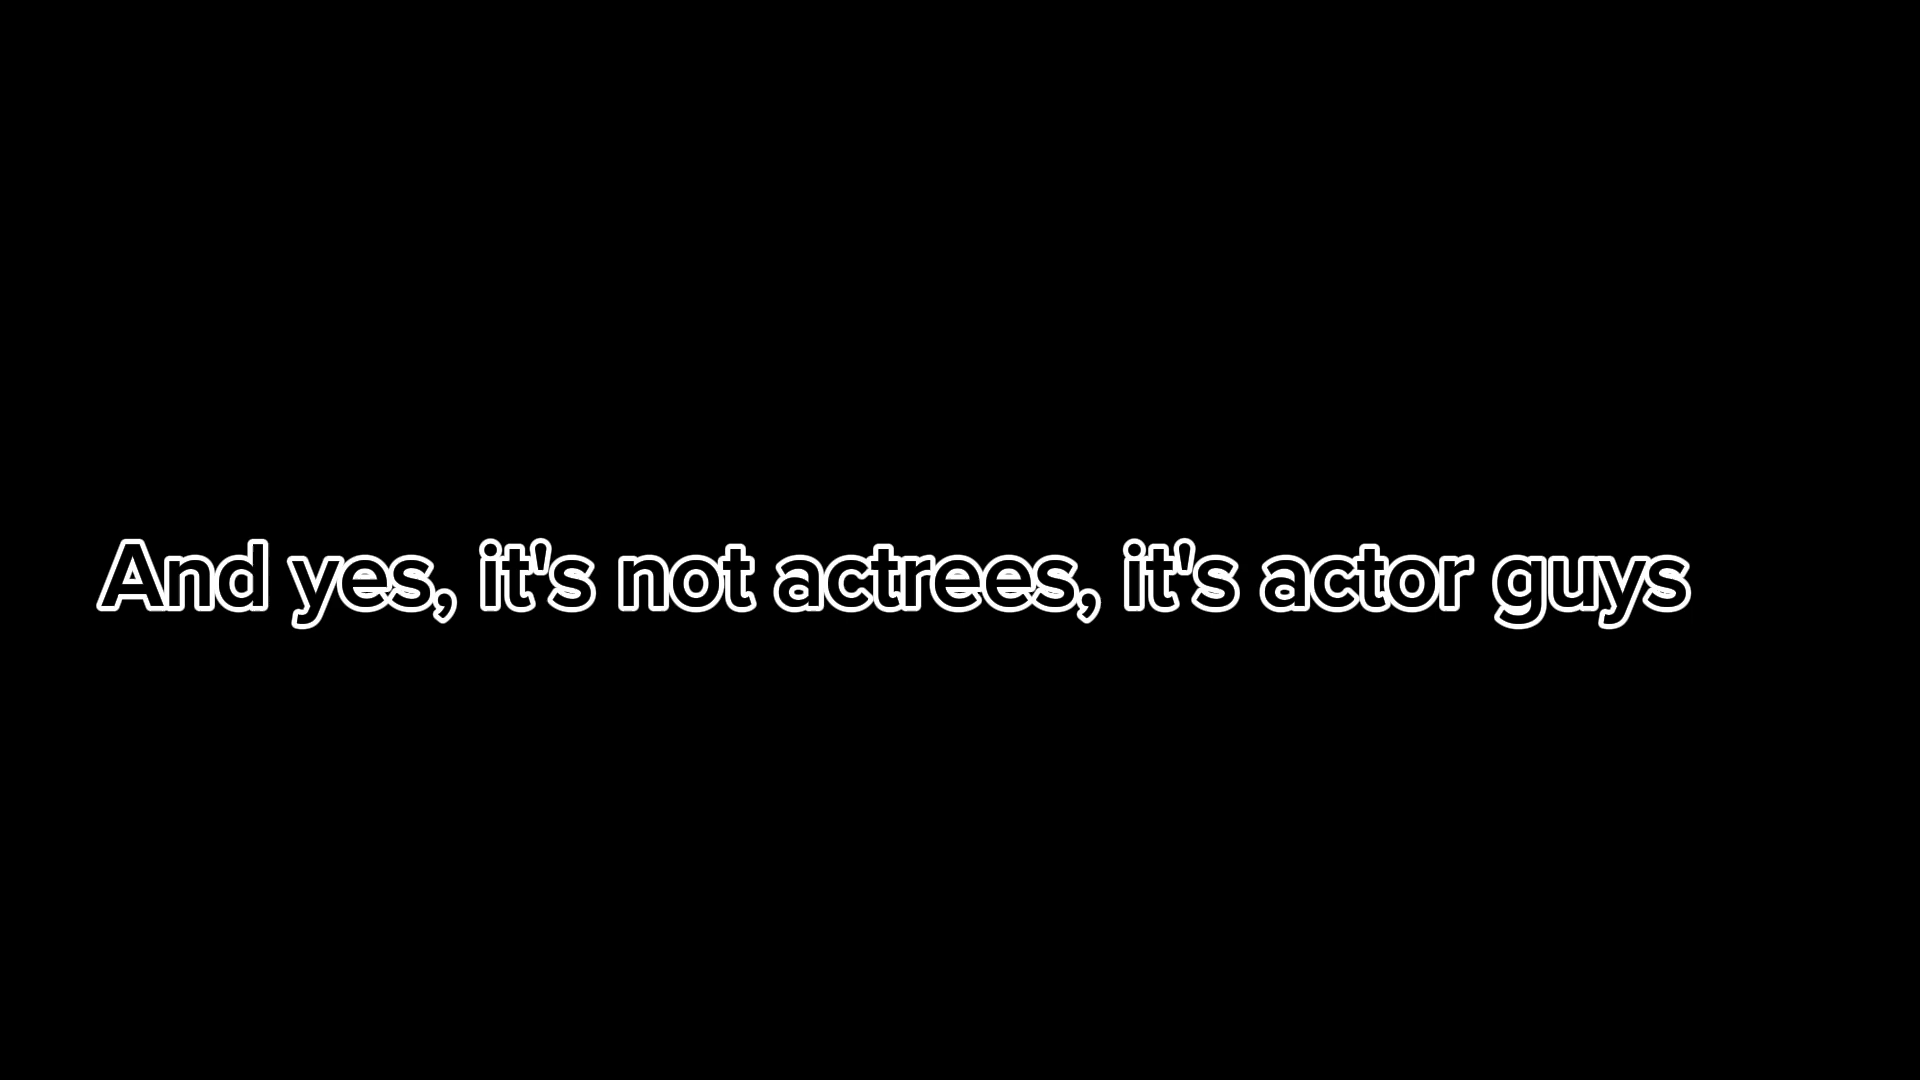 And yes, it's not actrees, it's actor guys